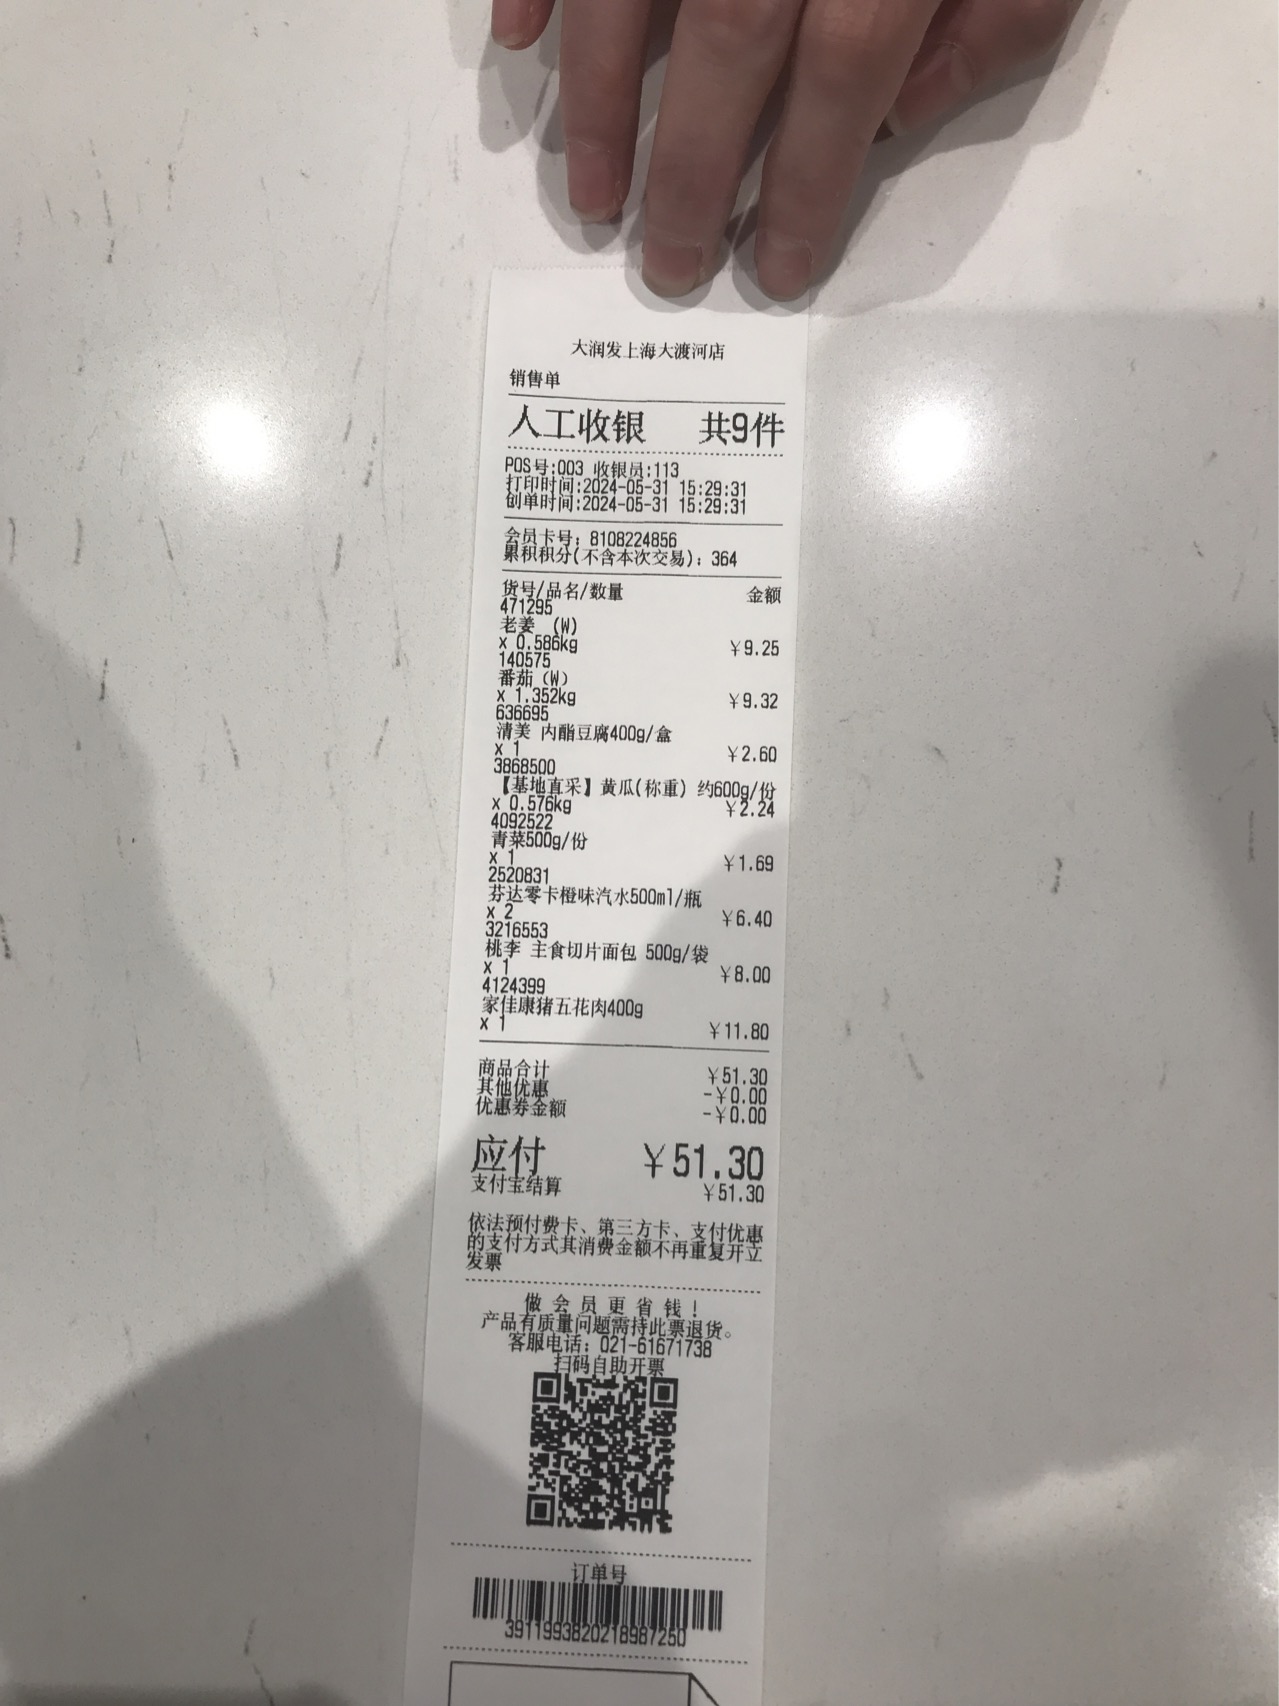 大润发上海大渡河店
销售单
人工收银 共9件
POS号:003 收银员:113
打印时间:2024-05-31 15:29:31
创单时间:2024-05-31 15:29:31
会员卡号: 8108224856
累积积分(不含本次交易): 364
货号/品名/数量 金额
471295
老姜 (W)
x 0.586kg ¥9.25
140575
番茄(W)
x 1.352kg ¥9.32
636695
清美 内酯豆腐400g/盒
x 1 ¥2.60
3868500
【基地直采】黄瓜(称重) 约600g/份
x 0.576kg ¥2.24
4092522
青菜500g/份
x 1 ¥1.69
2520831
芬达零卡橙味汽水500ml/瓶
x 2 ¥6.40
3216553
桃李 主食切片面包 500g/袋
x 1 ¥8.00
4124399
家佳康猪五花肉400g
x 1 ¥11.80
商品合计 ¥51.30
其他优惠 -¥0.00
优惠券金额 -¥0.00
应付 ¥51.30
支付宝结算 ¥51.30
依法预付费卡、第三方卡、支付优惠
的支付方式其消费金额不再重复开立
发票
做会员更省钱!
产品有质量问题需持此票退货。
客服电话: 021-61671738
扫码自助开票
订单号
3911993820218987250